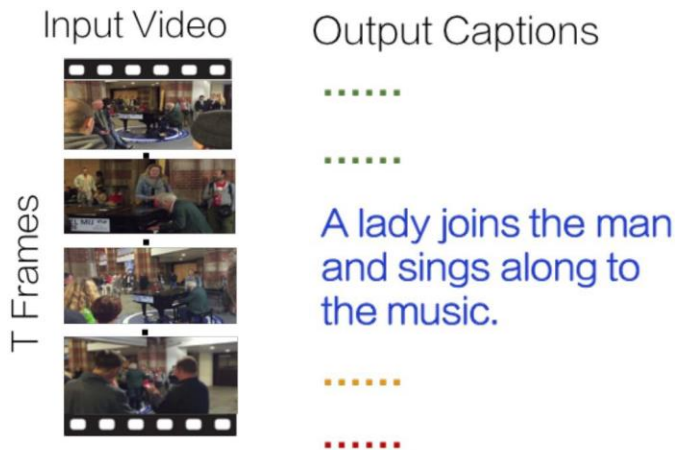 Input Video
Output Captions
T Frames
A lady joins the man
and sings along to
the music.